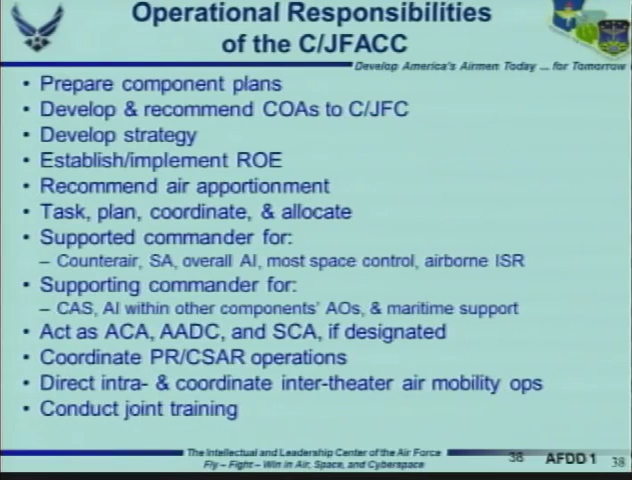 Operational Responsibilities
of the C/JFACC
Develop America's Airmen Today ... for Tomorrow
• Prepare component plans
• Develop & recommend COAs to C/JFC
• Develop strategy
• Establish/implement ROE
• Recommend air apportionment
• Task, plan, coordinate, & allocate
• Supported commander for:
– Counterair, SA, overall AI, most space control, airborne ISR
• Supporting commander for:
– CAS, AI within other components' AOs, & maritime support
• Act as ACA, AADC, and SCA, if designated
• Coordinate PR/CSAR operations
• Direct intra- & coordinate inter-theater air mobility ops
• Conduct joint training
The Intellectual and Leadership Center of the Air Force
Fly – Fight – Win in Air, Space, and Cyberspace
38 AFDD 1 38